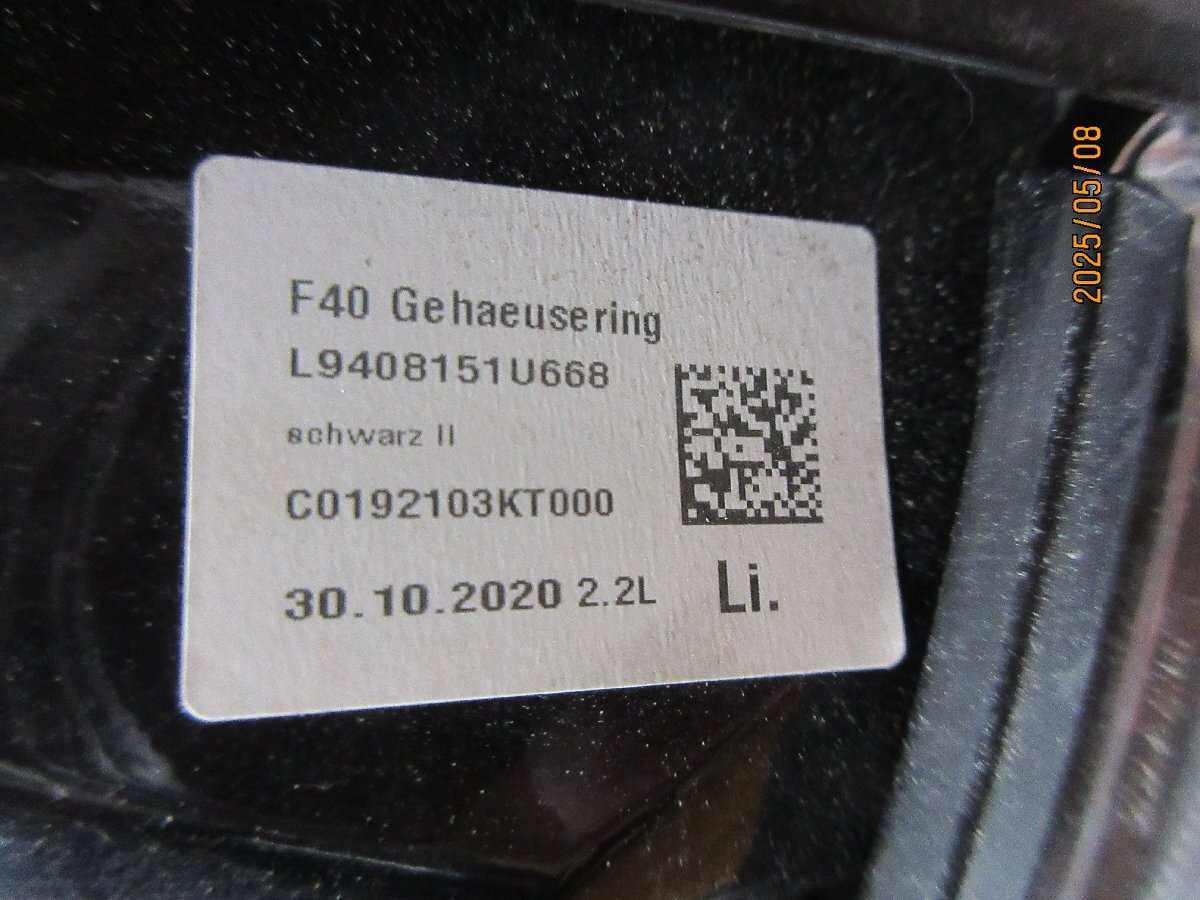 F40 Gehaeusering
L9408151U668
schwarz II
C0192103KT000
30.10.2020 2.2L Li.
2025/05/08